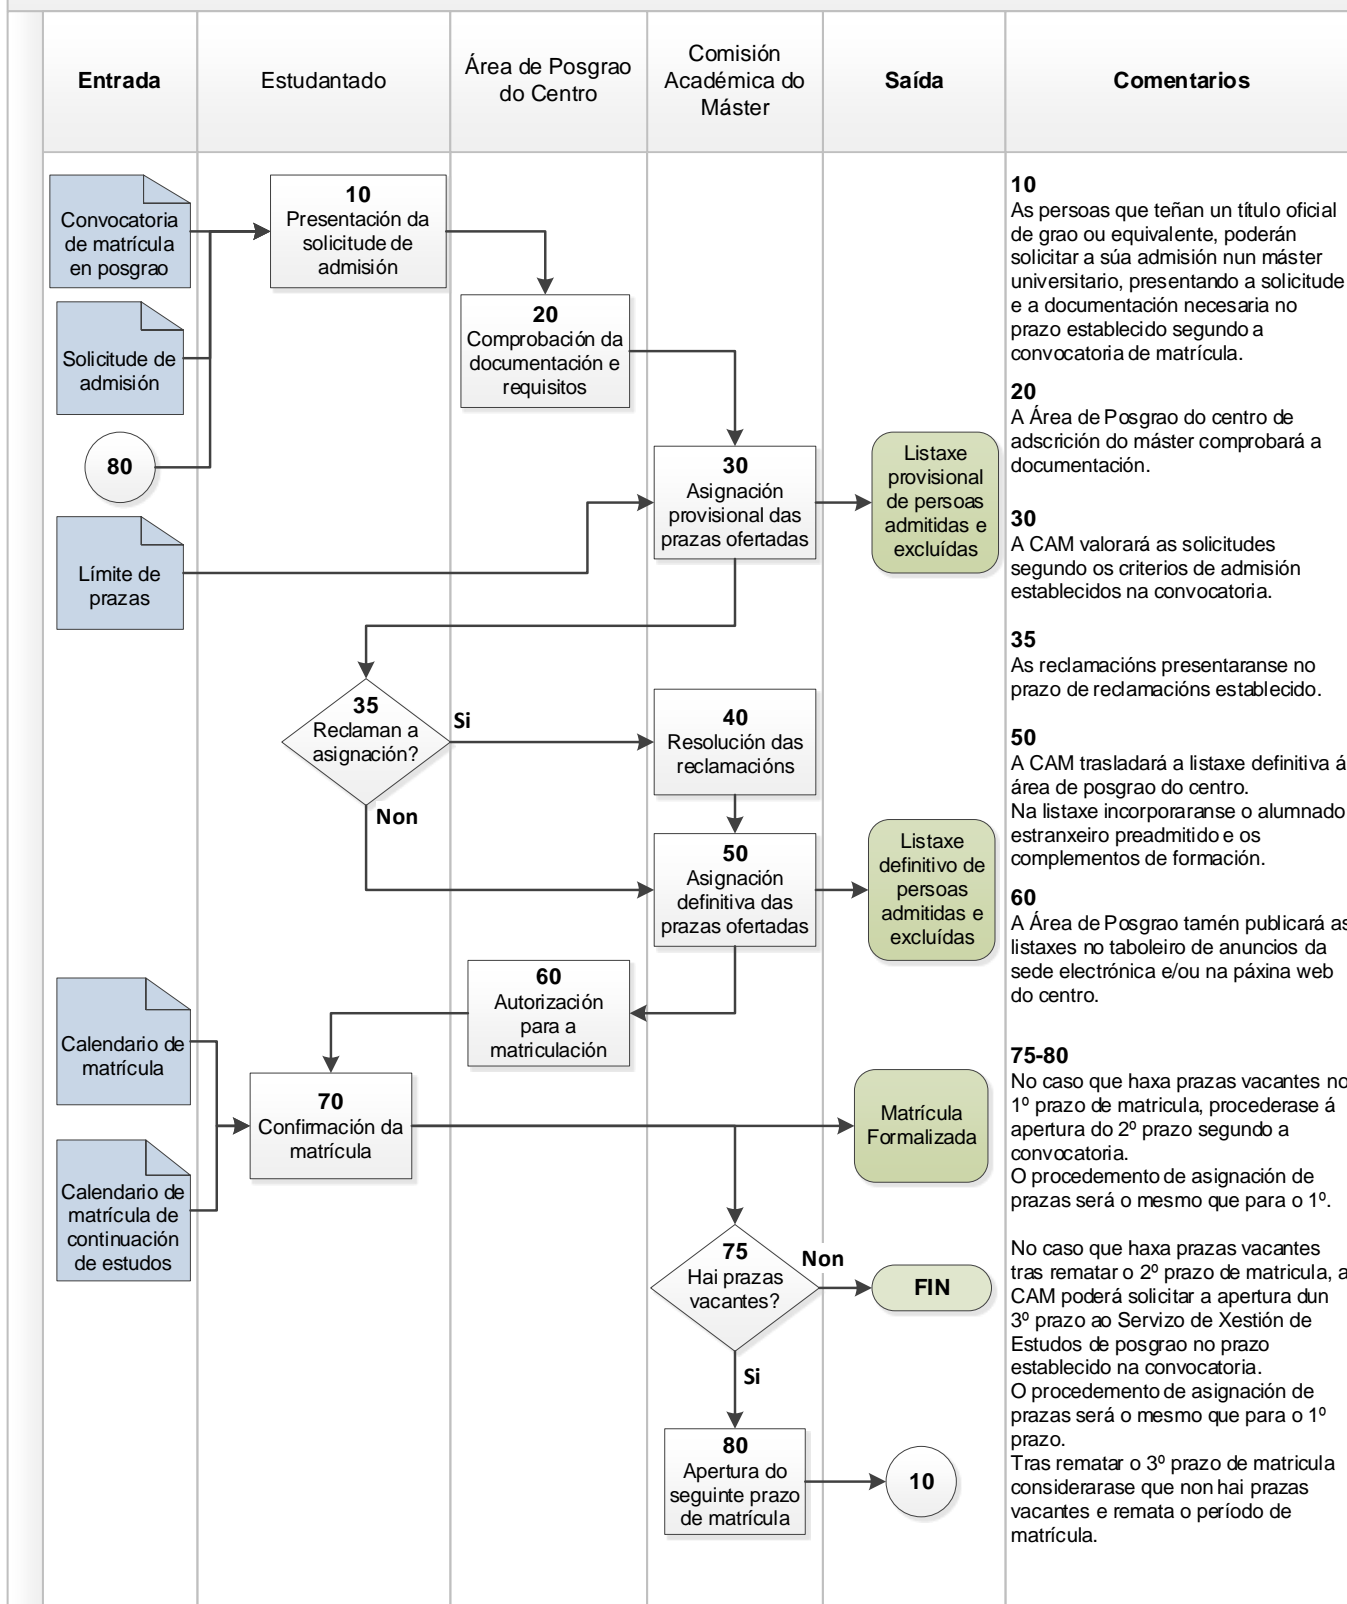 Entrada
Estudantado
Área de Posgrao
do Centro
Comisión
Académica do
Máster
Saída
Comentarios
Convocatoria
de matrícula
en posgrao
Solicitude de
admisión
80
Límite de
prazas
10
Presentación da
solicitude de
admisión
20
Comprobación da
documentación e
requisitos
30
Asignación
provisional das
prazas ofertadas
Listaxe
provisional
de persoas
admitidas e
excluídas
35
Reclaman a
asignación?
Si
Non
40
Resolución das
reclamacións
50
Asignación
definitiva das
prazas ofertadas
Listaxe
definitivo de
persoas
admitidas e
excluídas
60
Autorización
para a
matriculación
Calendario de
matrícula
Calendario de
matrícula de
continuación
de estudos
70
Confirmación da
matrícula
Matrícula
Formalizada
75
Hai prazas
vacantes?
Non
FIN
Si
80
Apertura do
seguinte prazo
de matrícula
10
10
As persoas que teñan un título oficial
de grao ou equivalente, poderán
solicitar a súa admisión nun máster
universitario, presentando a solicitude
e a documentación necesaria no
prazo establecido segundo a
convocatoria de matrícula.
20
A Área de Posgrao do centro de
adscrición do máster comprobará a
documentación.
30
A CAM valorará as solicitudes
segundo os criterios de admisión
establecidos na convocatoria.
35
As reclamacións presentaranse no
prazo de reclamacións establecido.
50
A CAM trasladará a listaxe definitiva á
área de posgrao do centro.
Na listaxe incorporaranse o alumnado
estranxeiro preadmitido e os
complementos de formación.
60
A Área de Posgrao tamén publicará as
listaxes no taboleiro de anuncios da
sede electrónica e/ou na páxina web
do centro.
75-80
No caso que haxa prazas vacantes no
1º prazo de matricula, procederase á
apertura do 2º prazo segundo a
convocatoria.
O procedemento de asignación de
prazas será o mesmo que para o 1º.
No caso que haxa prazas vacantes
tras rematar o 2º prazo de matricula, a
CAM poderá solicitar a apertura dun
3º prazo ao Servizo de Xestión de
Estudos de posgrao no prazo
establecido na convocatoria.
O procedemento de asignación de
prazas será o mesmo que para o 1º
prazo.
Tras rematar o 3º prazo de matricula
considerarase que non hai prazas
vacantes e remata o período de
matrícula.